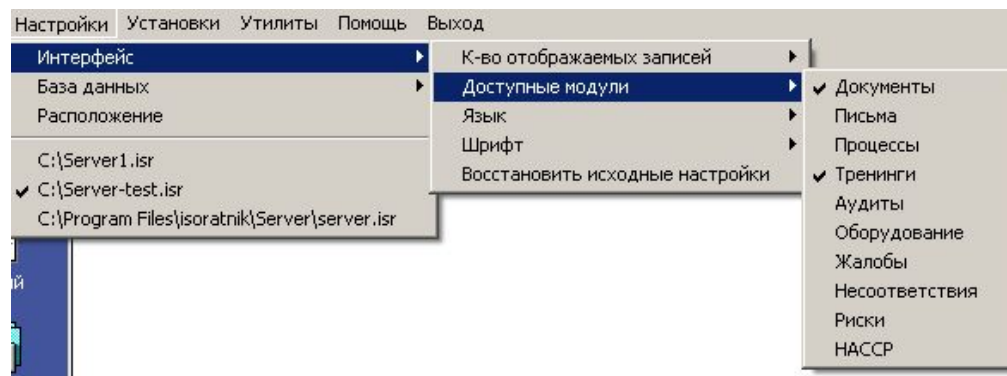 Настройки Установки Утилиты Помощь Выход
Интерфейс
База данных
Расположение
C:\Server1.isr
C:\Server-test.isr
C:\Program Files\isoratnik\Server\server.isr
К-во отображаемых записей
Доступные модули
Язык
Шрифт
Восстановить исходные настройки
Документы
Письма
Процессы
Тренинги
Аудиты
Оборудование
Жалобы
Несоответствия
Риски
НАССР